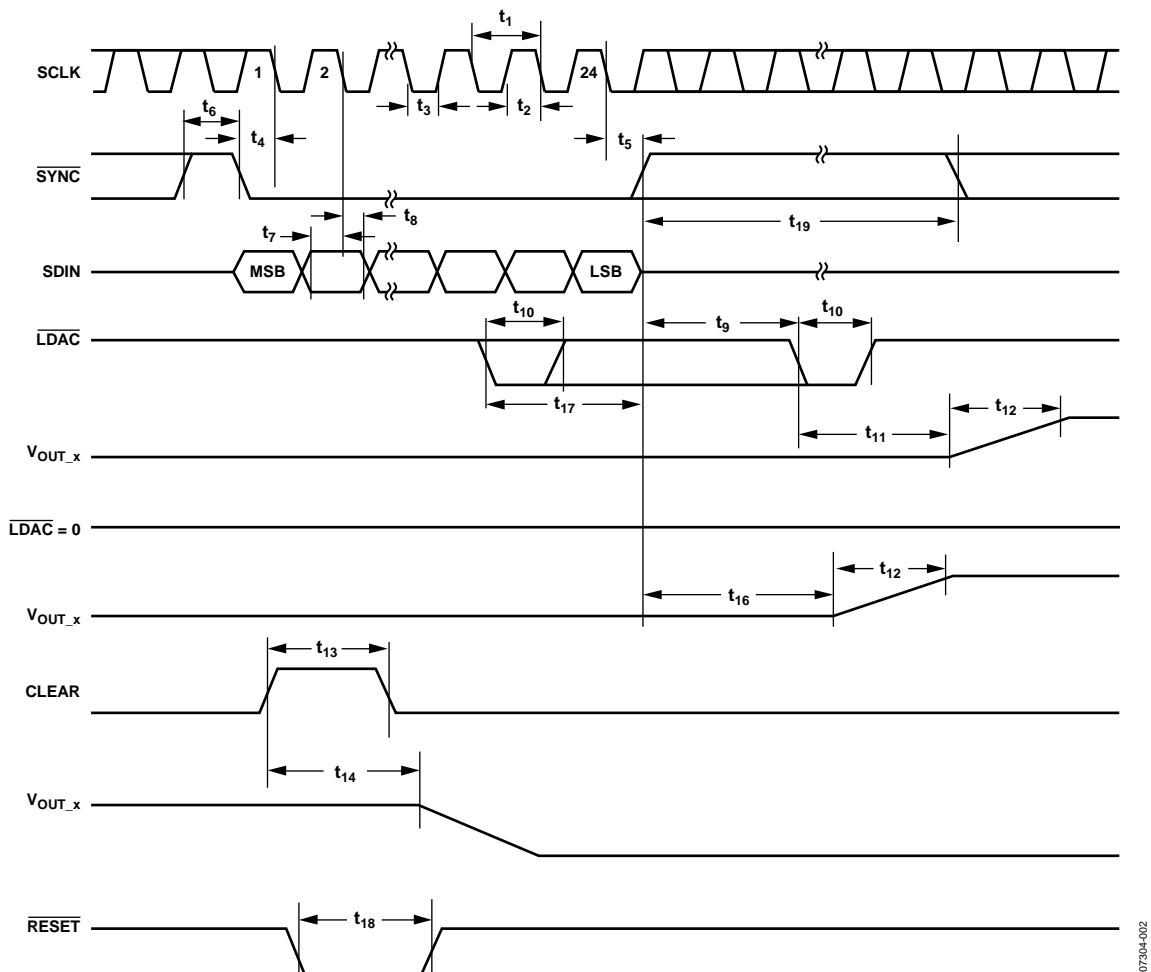 t1
SCLK
1
2
24
t3
t2
t6
t4
t5
SYNC
t19
t7
t8
SDIN
MSB
LSB
t10
t9
t10
LDAC
t17
t11
t12
VOUT_x
LDAC = 0
t16
t12
VOUT_x
t13
CLEAR
t14
VOUT_x
RESET
t18
07304-002